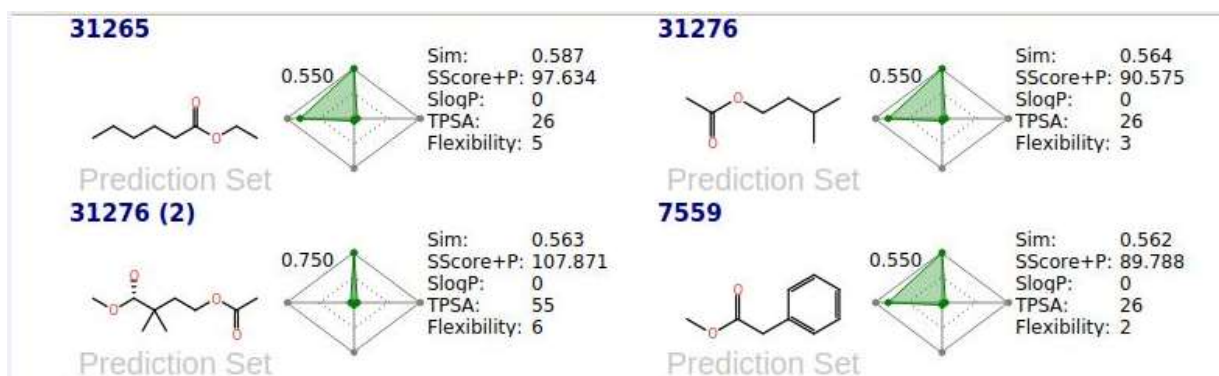 31265
0.550
Sim: 0.587
SScore+P: 97.634
SlogP: 0
TPSA: 26
Flexibility: 5
O
O
Prediction Set
31276
0.550
Sim: 0.564
SScore+P: 90.575
SlogP: 0
TPSA: 26
Flexibility: 3
O
O
Prediction Set
31276 (2)
0.750
Sim: 0.563
SScore+P: 107.871
SlogP: 0
TPSA: 55
Flexibility: 6
O
O
O
O
Prediction Set
7559
0.550
Sim: 0.562
SScore+P: 89.788
SlogP: 0
TPSA: 26
Flexibility: 2
O
O
Prediction Set